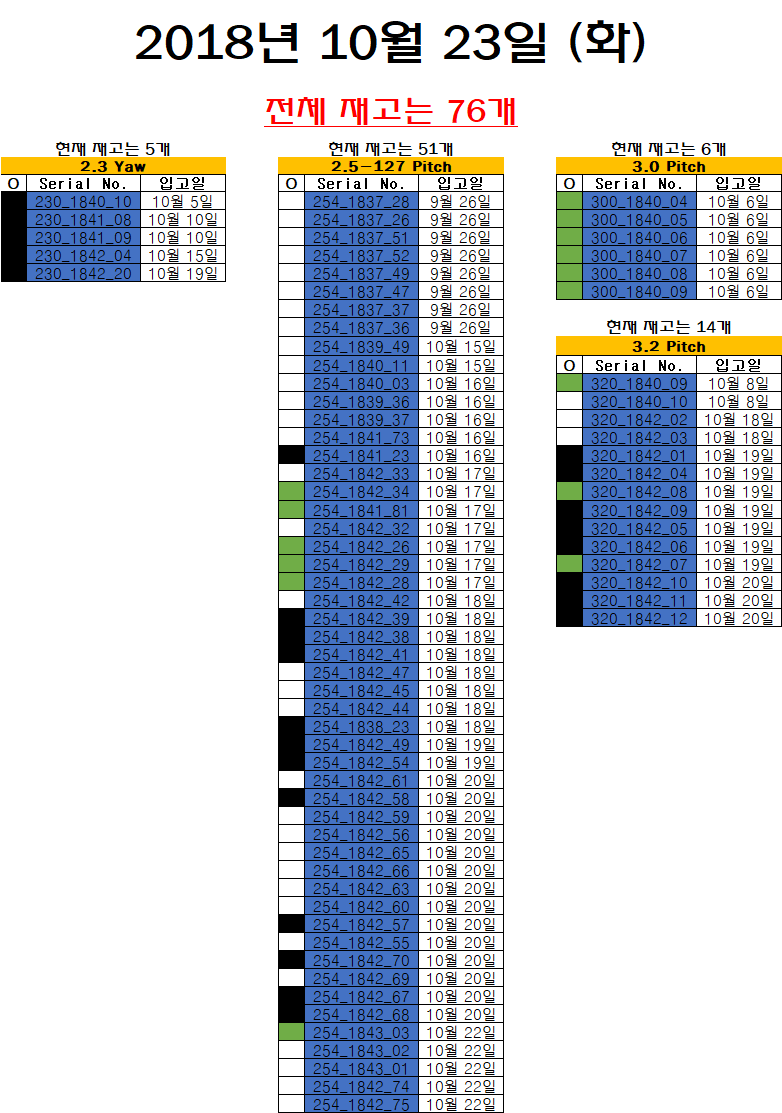 2018년 10월 23일 (화)
전체 재고는 76개
현재 재고는 5개
2.3 Yaw
O Serial No. 입고일
230_1840_10 10월 5일
230_1841_08 10월 10일
230_1841_09 10월 10일
230_1842_04 10월 15일
230_1842_20 10월 19일
현재 재고는 51개
2.5-127 Pitch
O Serial No. 입고일
254_1837_28 9월 26일
254_1837_26 9월 26일
254_1837_51 9월 26일
254_1837_52 9월 26일
254_1837_49 9월 26일
254_1837_47 9월 26일
254_1837_37 9월 26일
254_1837_36 9월 26일
254_1839_49 10월 15일
254_1840_11 10월 15일
254_1840_03 10월 16일
254_1839_36 10월 16일
254_1839_37 10월 16일
254_1841_73 10월 16일
254_1841_23 10월 16일
254_1842_33 10월 17일
254_1842_34 10월 17일
254_1841_81 10월 17일
254_1842_32 10월 17일
254_1842_26 10월 17일
254_1842_29 10월 17일
254_1842_28 10월 17일
254_1842_42 10월 18일
254_1842_39 10월 18일
254_1842_38 10월 18일
254_1842_41 10월 18일
254_1842_47 10월 18일
254_1842_45 10월 18일
254_1842_44 10월 18일
254_1838_23 10월 18일
254_1842_49 10월 19일
254_1842_54 10월 19일
254_1842_61 10월 20일
254_1842_58 10월 20일
254_1842_59 10월 20일
254_1842_56 10월 20일
254_1842_65 10월 20일
254_1842_66 10월 20일
254_1842_63 10월 20일
254_1842_60 10월 20일
254_1842_57 10월 20일
254_1842_55 10월 20일
254_1842_70 10월 20일
254_1842_69 10월 20일
254_1842_67 10월 20일
254_1842_68 10월 20일
254_1843_03 10월 22일
254_1843_02 10월 22일
254_1843_01 10월 22일
254_1842_74 10월 22일
254_1842_75 10월 22일
현재 재고는 6개
3.0 Pitch
O Serial No. 입고일
300_1840_04 10월 6일
300_1840_05 10월 6일
300_1840_06 10월 6일
300_1840_07 10월 6일
300_1840_08 10월 6일
300_1840_09 10월 6일
현재 재고는 14개
3.2 Pitch
O Serial No. 입고일
320_1840_09 10월 8일
320_1840_10 10월 8일
320_1842_02 10월 18일
320_1842_03 10월 18일
320_1842_01 10월 19일
320_1842_04 10월 19일
320_1842_08 10월 19일
320_1842_09 10월 19일
320_1842_05 10월 19일
320_1842_06 10월 19일
320_1842_07 10월 19일
320_1842_10 10월 20일
320_1842_11 10월 20일
320_1842_12 10월 20일